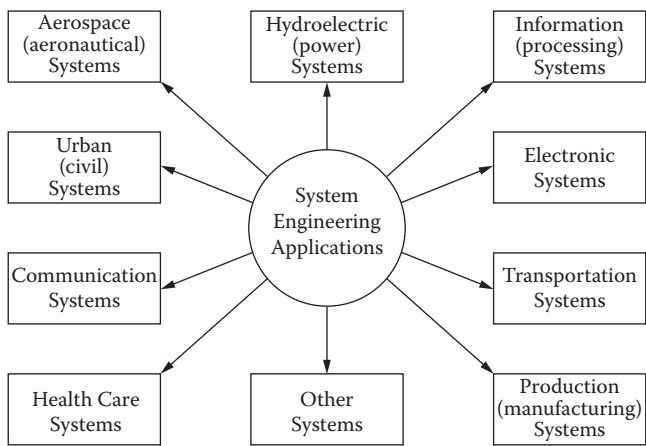 Aerospace
(aeronautical)
Systems
Hydroelectric
(power)
Systems
Information
(processing)
Systems
Urban
(civil)
Systems
System
Engineering
Applications
Electronic
Systems
Communication
Systems
Transportation
Systems
Health Care
Systems
Other
Systems
Production
(manufacturing)
Systems